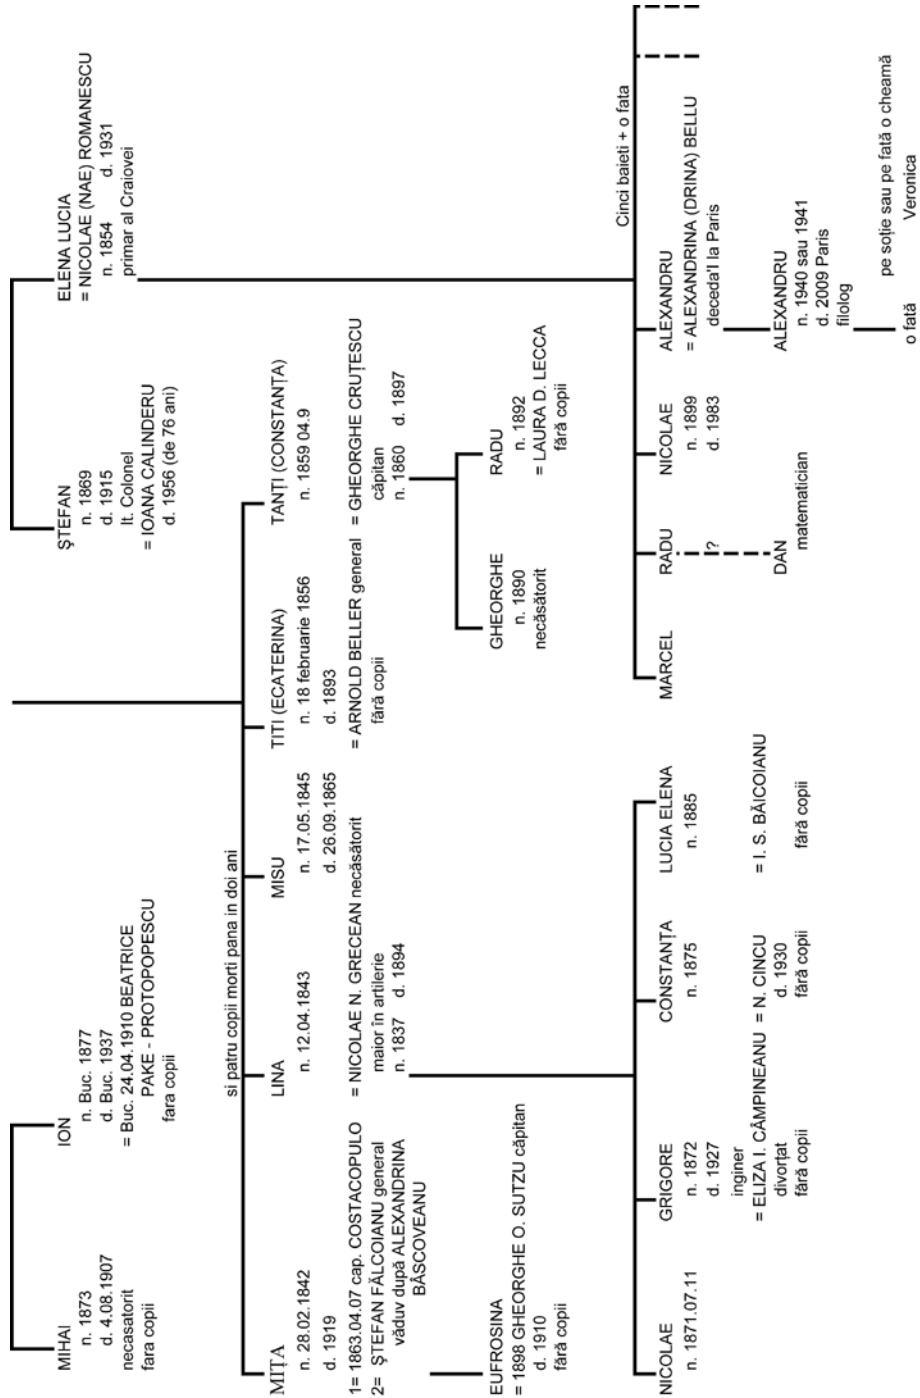 MIHAI
n. 1873
d. 4.08.1907
necasatorit
fara copii
ION
n. Buc. 1877
d. Buc. 1937
= Buc. 24.04.1910 BEATRICE
PAKE - PROTOPOPESCU
fara copii
ŞTEFAN
n. 1869
d. 1915
lt. Colonel
= IOANA CALINDERU
d. 1956 (de 76 ani)
ELENA LUCIA
= NICOLAE (NAE) ROMANESCU
n. 1854 d. 1931
primar al Craiovei
si patru copii morti pana in doi ani
MIȚA
n. 28.02.1842
d. 1919
1= 1863.04.07 cap. COSTACOPULO
2= ŞTEFAN FĂLCOIANU general
văduv după ALEXANDRINA
BĂSCOVEANU
LINA
n. 12.04.1843
= NICOLAE N. GRECEAN necăsătorit
maior în artilerie
n. 1837 d. 1894
MISU
n. 17.05.1845
d. 26.09.1865
TITI (ECATERINA)
n. 18 februarie 1856
d. 1893
= ARNOLD BELLER general
fără copii
TANȚI (CONSTANȚA)
n. 1859 04.9
= GHEORGHE CRUȚESCU
căpitan
n. 1860 d. 1897
EUFROSINA
= 1898 GHEORGHE O. SUTZU căpitan
d. 1910
fără copii
GHEORGHE
n. 1890
necăsătorit
RADU
n. 1892
= LAURA D. LECCA
fără copii
Cinci baieti + o fata
NICOLAE
n. 1871.07.11
GRIGORE
n. 1872
d. 1927
inginer
= ELIZA I. CÂMPINEANU
divorțat
fără copii
CONSTANȚA
n. 1875
= N. CINCU
d. 1930
fără copii
LUCIA ELENA
n. 1885
= I. S. BĂICOIANU
fără copii
MARCEL
RADU
?
DAN
matematician
NICOLAE
n. 1899
d. 1983
ALEXANDRU
= ALEXANDRINA (DRINA) BELLU
deceda'l la Paris
ALEXANDRU
n. 1940 sau 1941
d. 2009 Paris
filolog
o fată
pe soție sau pe fată o cheamă
Veronica